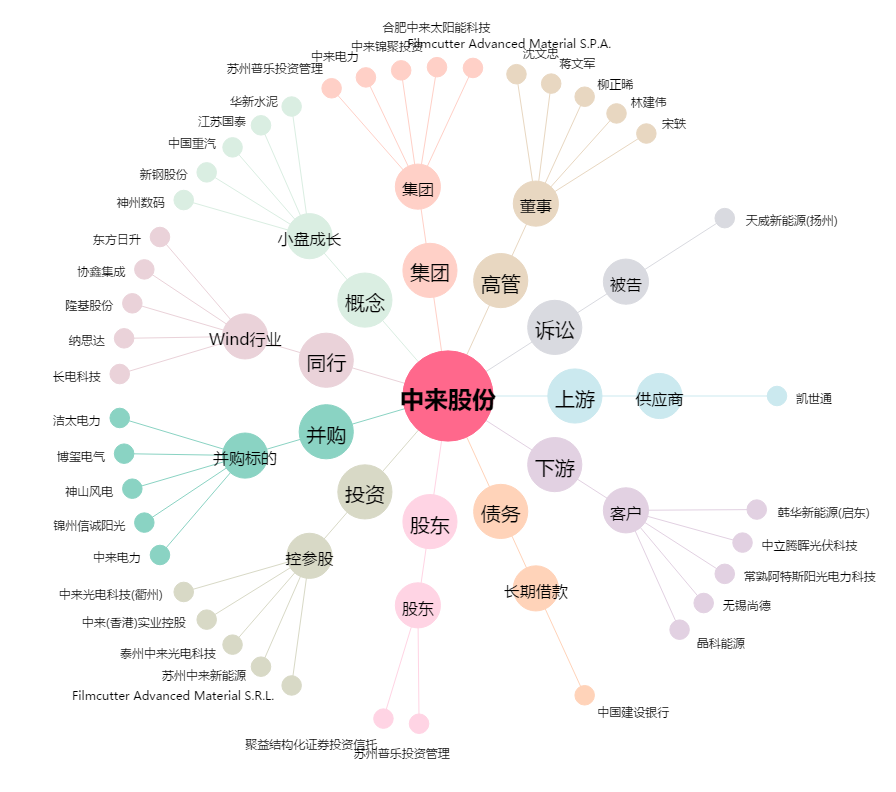 合肥中来太阳能科技
Filmcutter Advanced Material S.P.A.
中来锦聚投资
中来电力
苏州普乐投资管理
沈文忠
蒋文军
柳正晞
林建伟
宋轶
华新水泥
江苏国泰
中国重汽
新钢股份
神州数码
集团
董事
小盘成长
天威新能源(扬州)
东方日升
协鑫集成
隆基股份
纳思达
长电科技
集团
高管
被告
概念
诉讼
Wind行业
同行
中来股份
上游
供应商
凯世通
洁太电力
博玺电气
神山风电
锦州信诚阳光
中来电力
并购
并购标的
下游
投资
股东
债务
客户
韩华新能源(启东)
中立腾晖光伏科技
常熟阿特斯阳光电力科技
无锡尚德
晶科能源
控参股
中来光电科技(衢州)
中来(香港)实业控股
泰州中来光电科技
苏州中来新能源
Filmcutter Advanced Material S.R.L.
股东
长期借款
中国建设银行
聚益结构化证券投资信托
苏州普乐投资管理